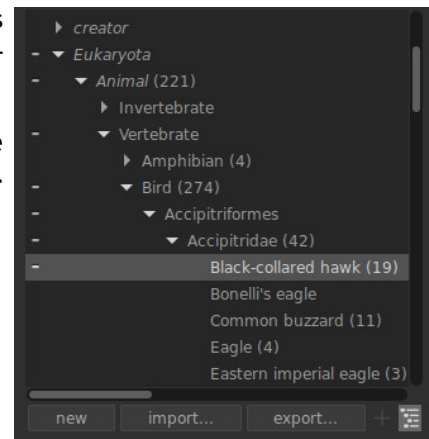 creator
Eukaryota
Animal (221)
Invertebrate
Vertebrate
Amphibian (4)
Bird (274)
Accipitriformes
Accipitridae (42)
Black-collared hawk (19)
Bonelli's eagle
Common buzzard (11)
Eagle (4)
Eastern imperial eagle (3)
new import... export... +